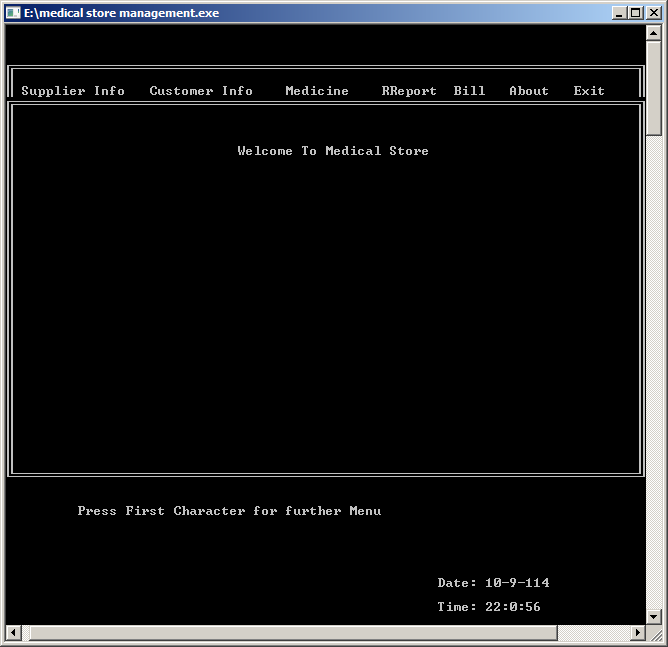 E:\medical store management.exe
Supplier Info Customer Info Medicine RReport Bill About Exit
Welcome To Medical Store
Press First Character for further Menu
Date: 10-9-114
Time: 22:0:56